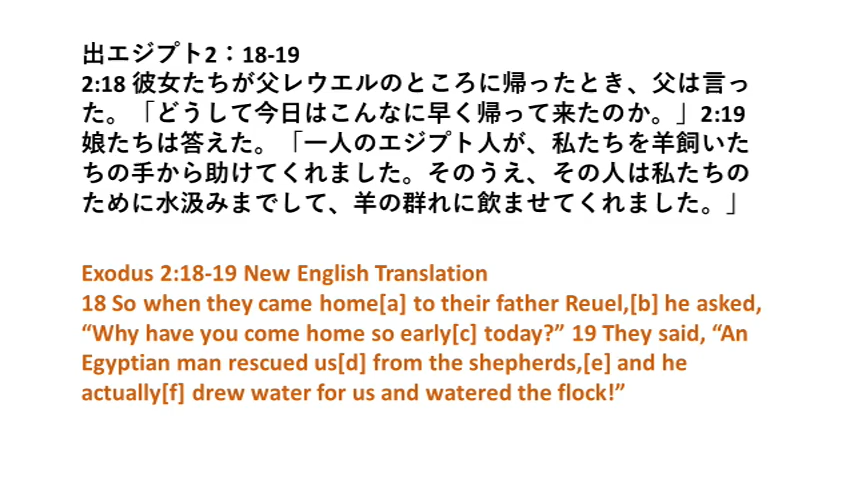 出エジプト2：18-19
2:18 彼女たちが父レウエルのところに帰ったとき、父は言っ
た。「どうして今日はこんなに早く帰って来たのか。」2:19
娘たちは答えた。「一人のエジプト人が、私たちを羊飼いた
ちの手から助けてくれました。そのうえ、その人は私たちの
ために水汲みまでして、羊の群れに飲ませてくれました。」
Exodus 2:18-19 New English Translation
18 So when they came home[a] to their father Reuel,[b] he asked,
“Why have you come home so early[c] today?” 19 They said, “An
Egyptian man rescued us[d] from the shepherds,[e] and he
actually[f] drew water for us and watered the flock!”